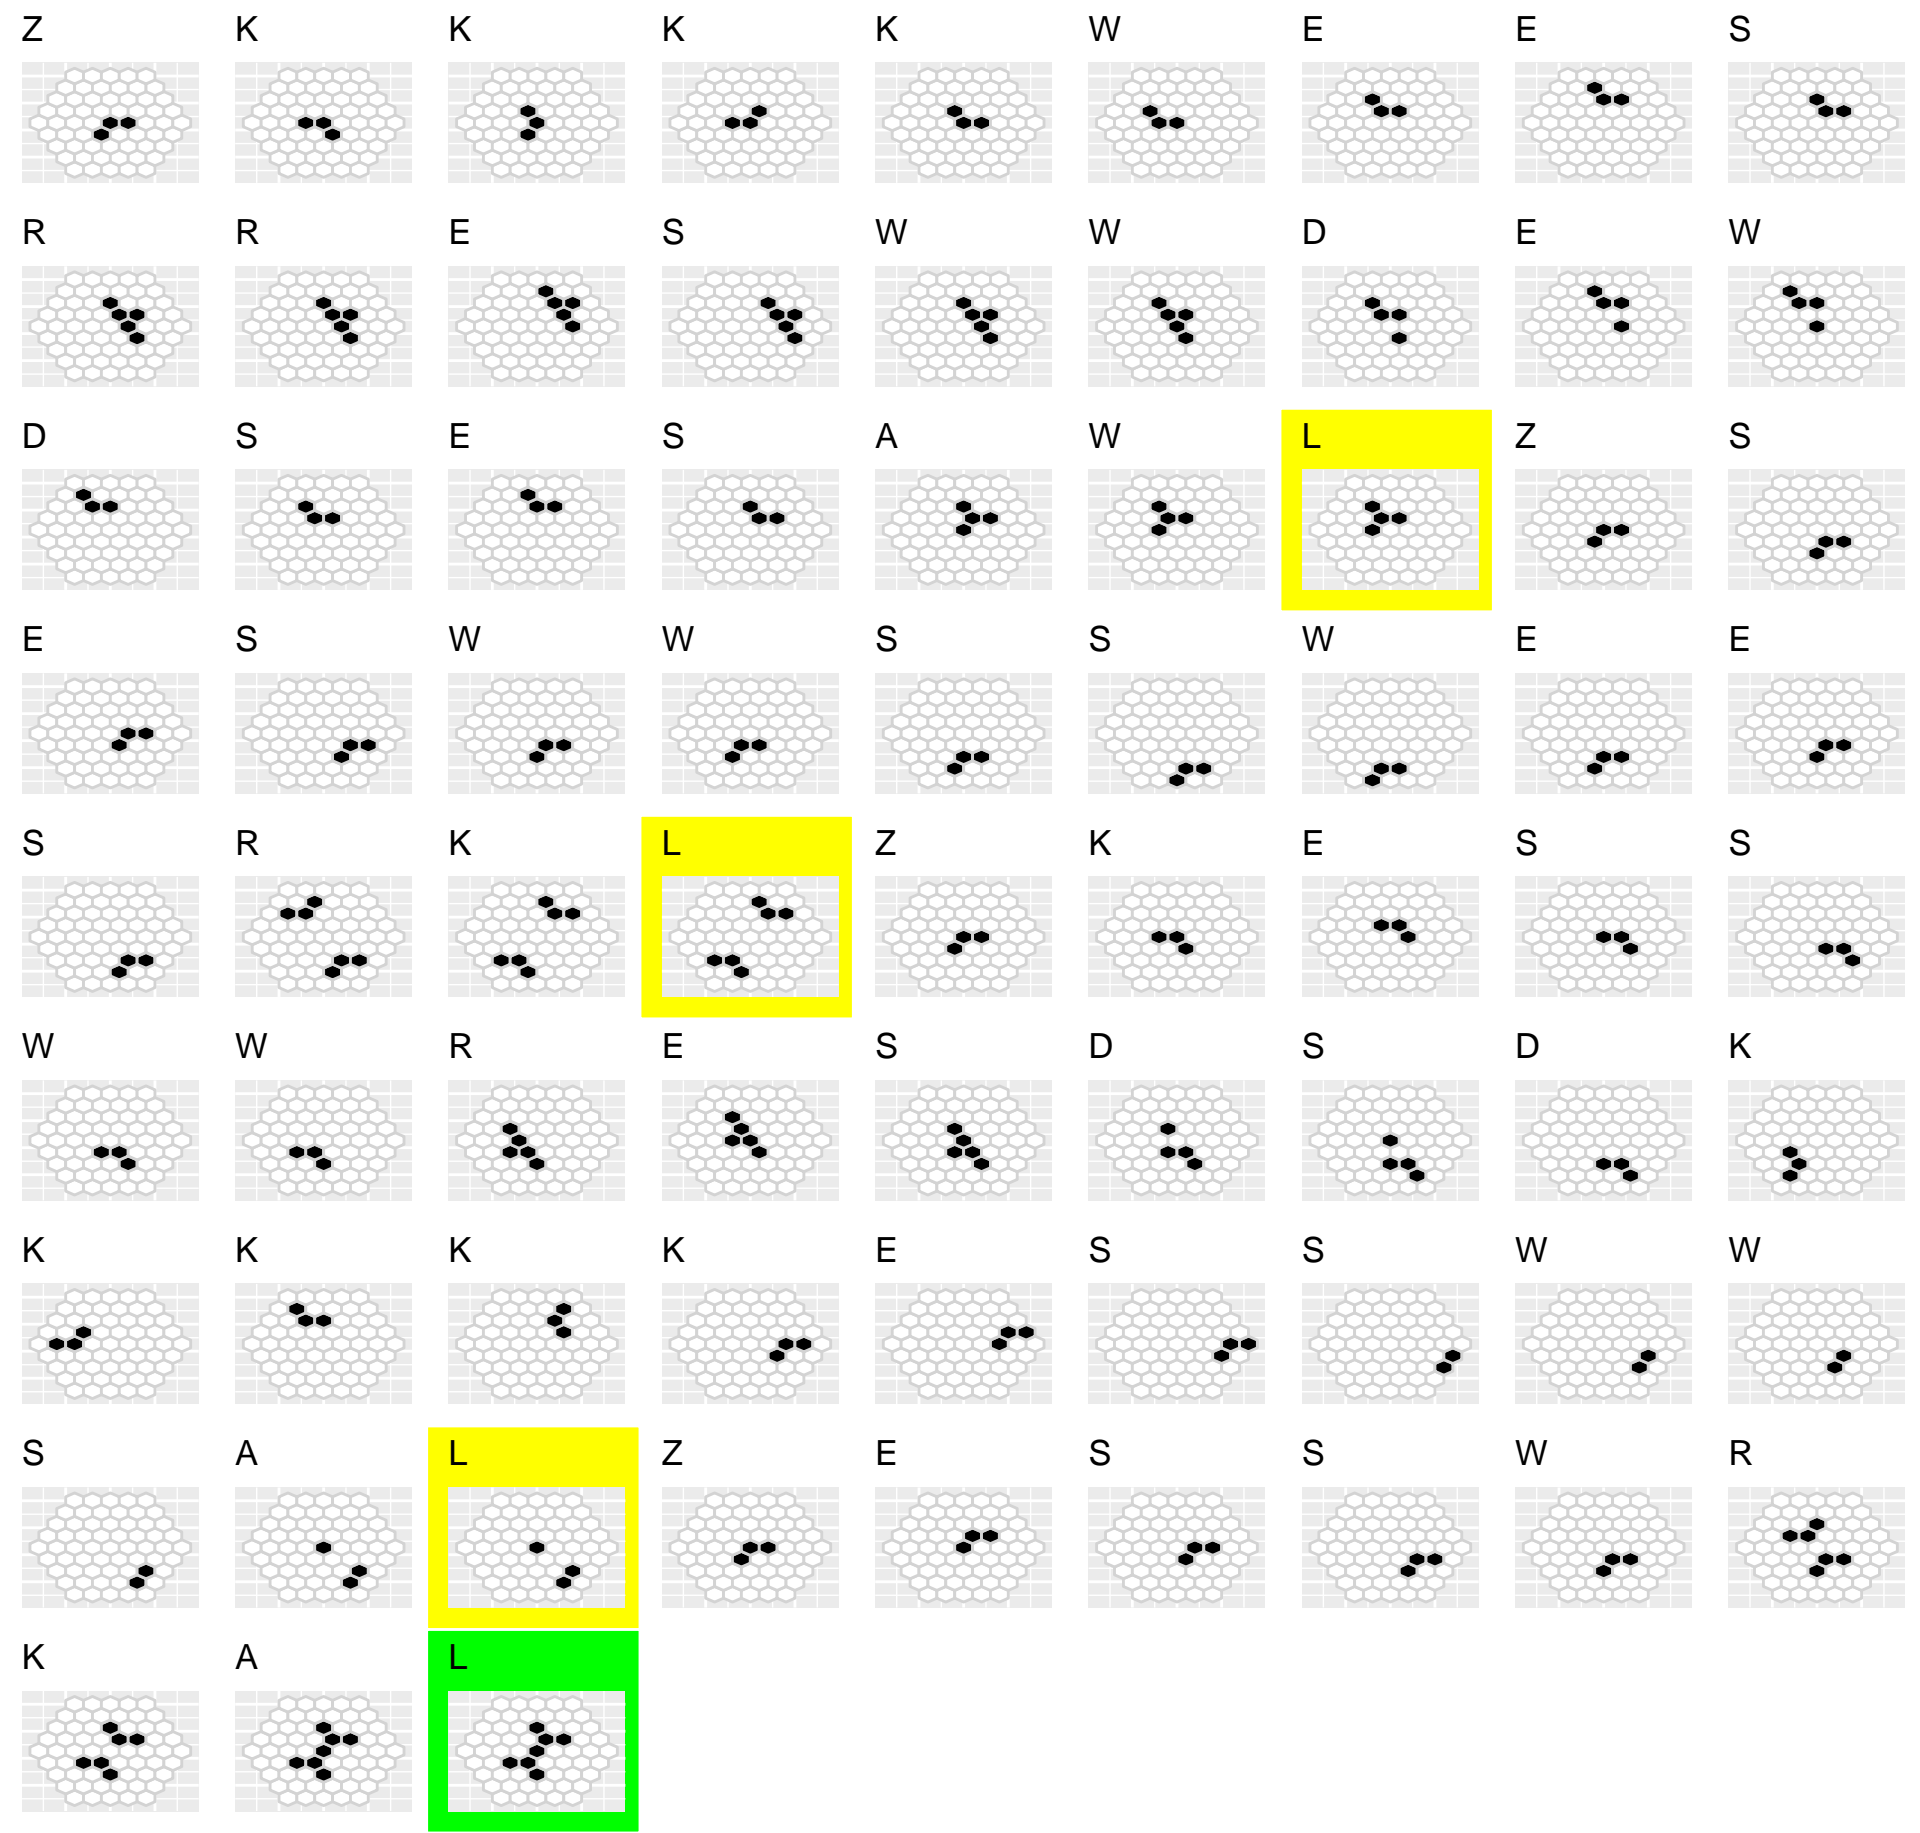 Z K K K K W E E S
R R E S W W D E W
D S E S A W L Z S
E S W W S S W E E
S R K L Z K E S S
W W R E S D S D K
K K K K E S S W W
S A L Z E S S W R
K A L